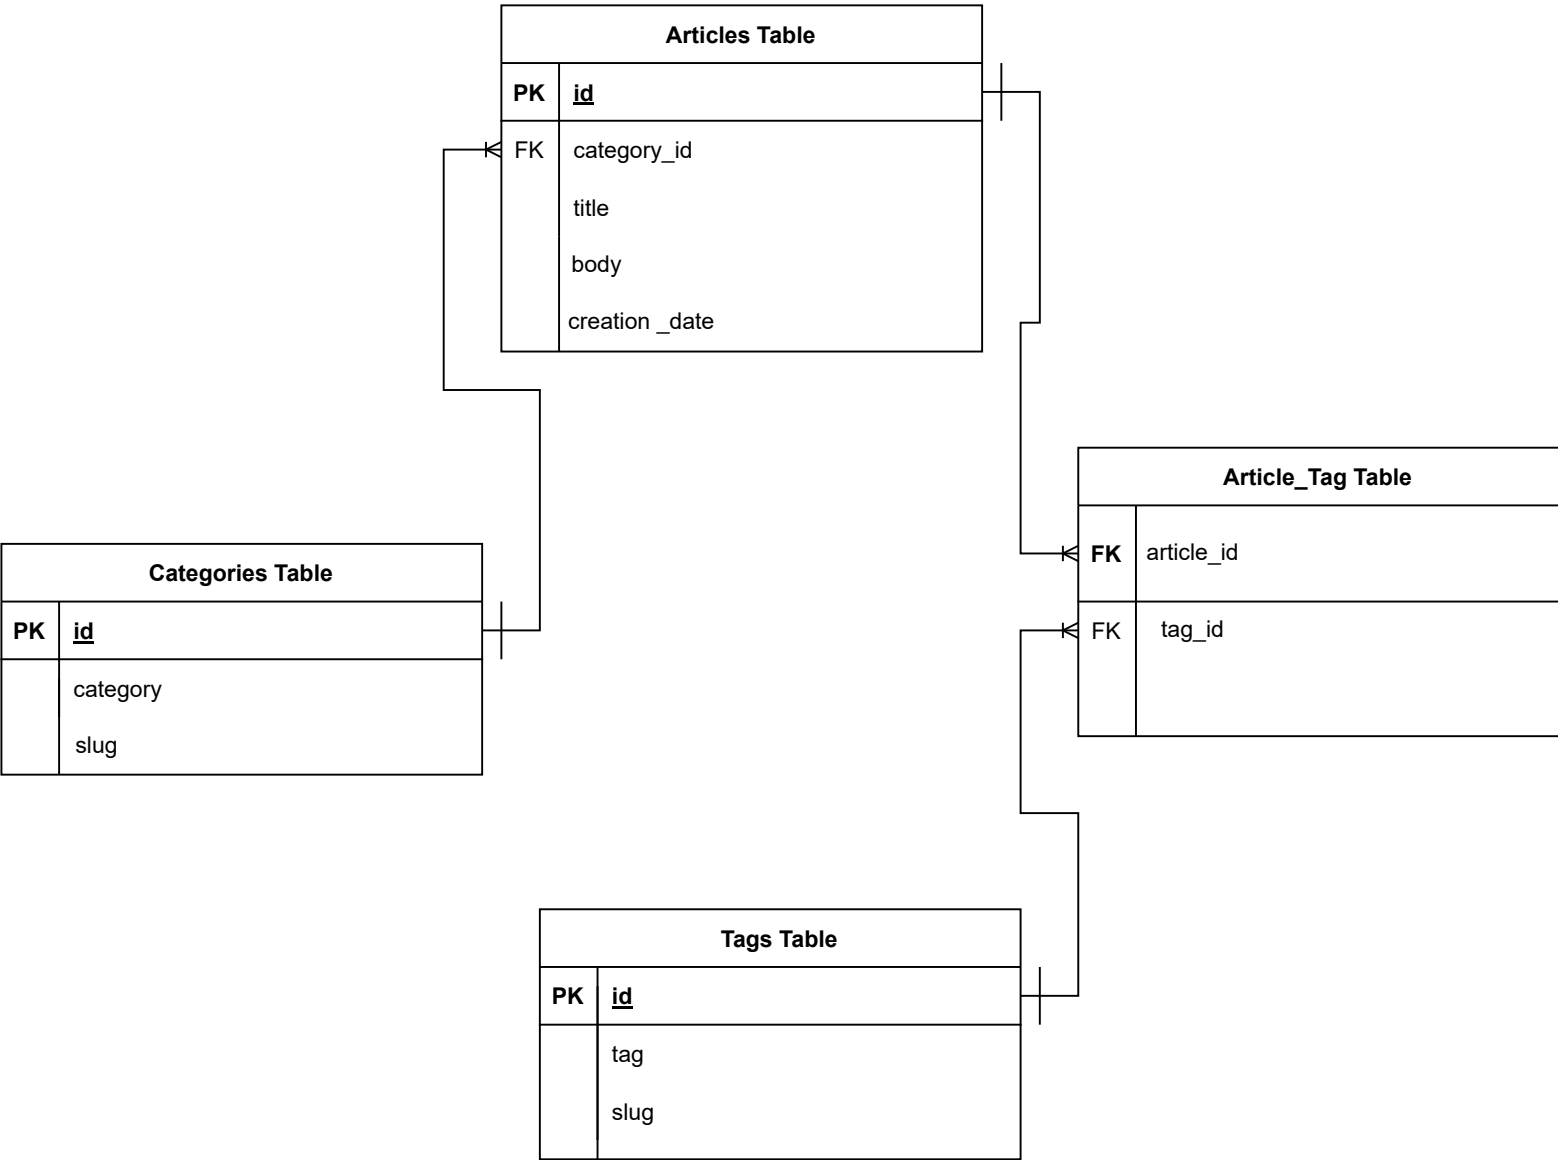 Articles Table
PK id
FK category_id
title
body
creation _date
Article_Tag Table
FK article_id
FK tag_id
Categories Table
PK id
category
slug
Tags Table
PK id
tag
slug